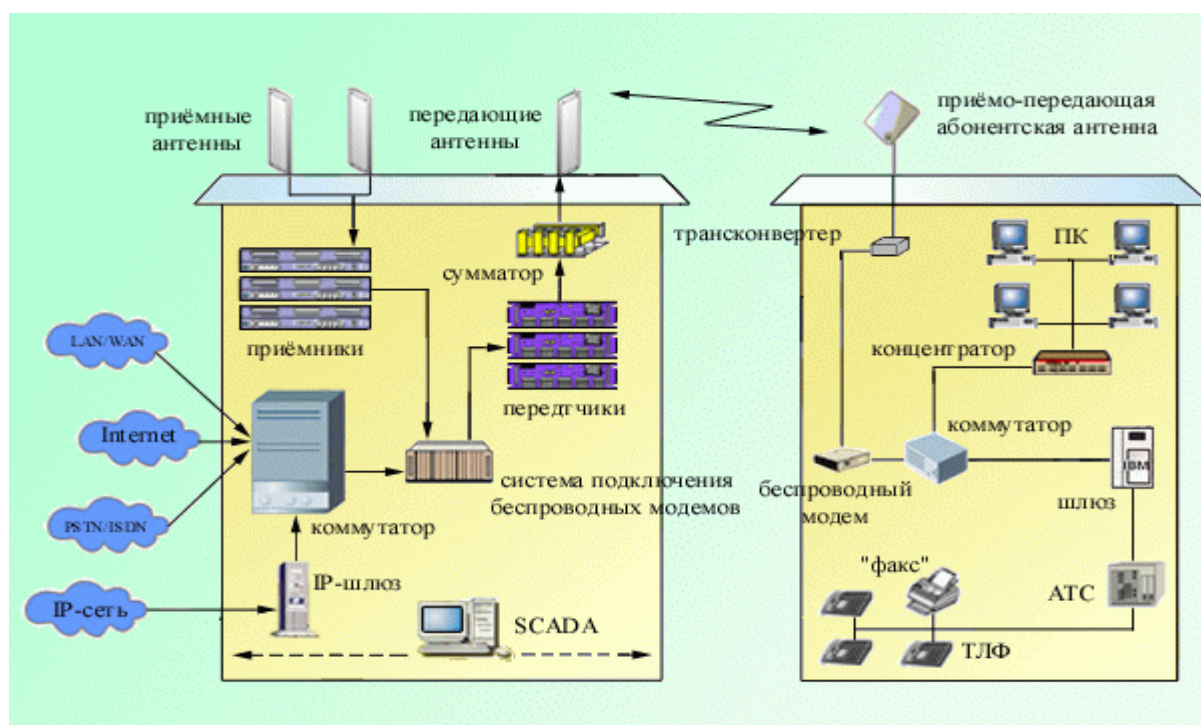 приёмные
антенны
передающие
антенны
приёмо-передающая
абонентская антенна
трансконвертер
ПК
сумматор
приёмники
LAN/WAN
концентратор
передтчики
Internet
коммутатор
IBM
система подключения
беспроводных модемов
беспроводный
модем
шлюз
PSTN/ISDN
коммутатор
"факс"
IP-шлюз
АТС
IP-сеть
SCADA
ТЛФ